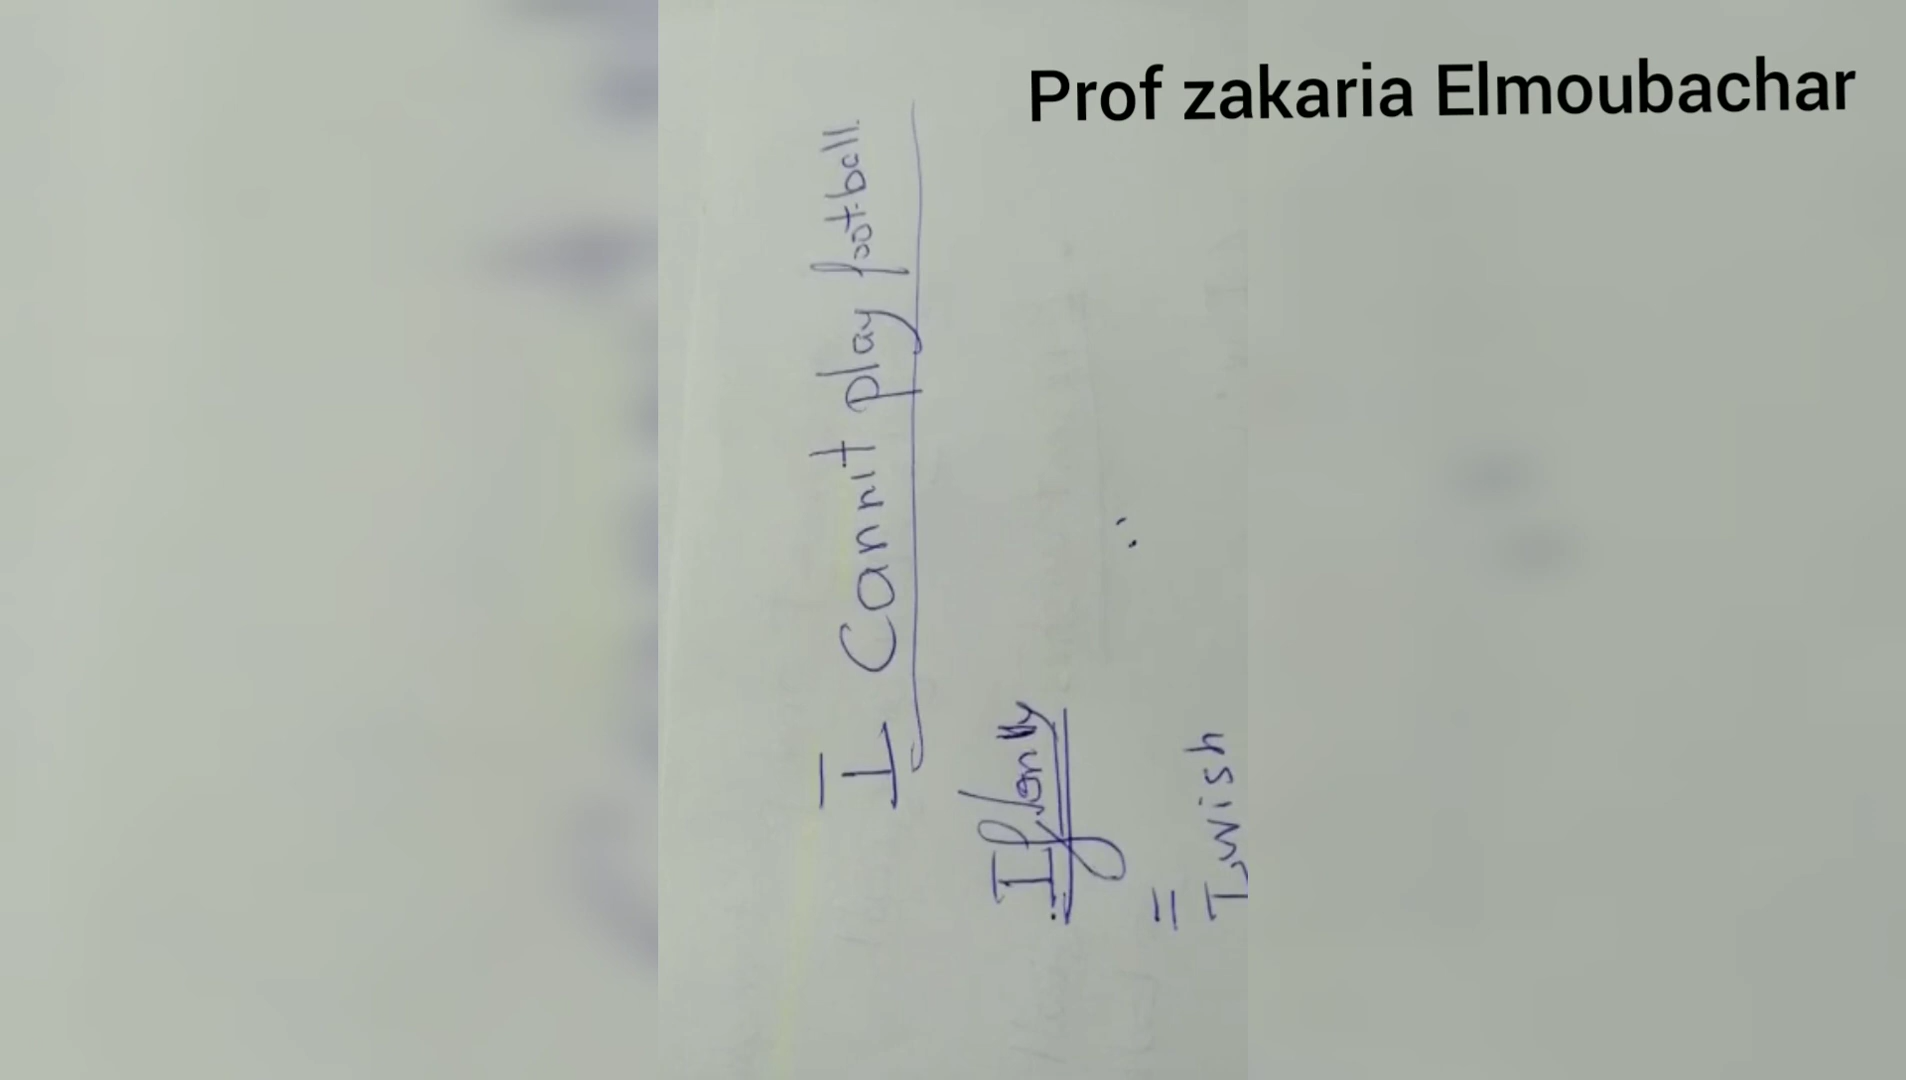 Prof zakaria Elmoubachar
I Cannit play football.
If only
=
I wish